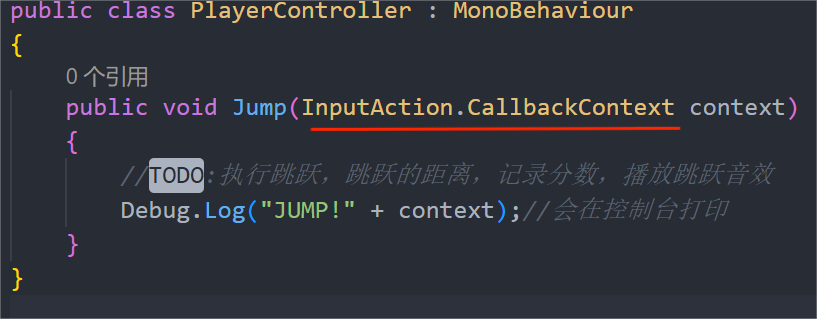 public class PlayerController : MonoBehaviour
{
0 个引用
public void Jump(InputAction.CallbackContext context)
{
//TODO:执行跳跃，跳跃的距离，记录分数，播放跳跃音效
Debug.Log("JUMP!" + context);//会在控制台打印
}
}